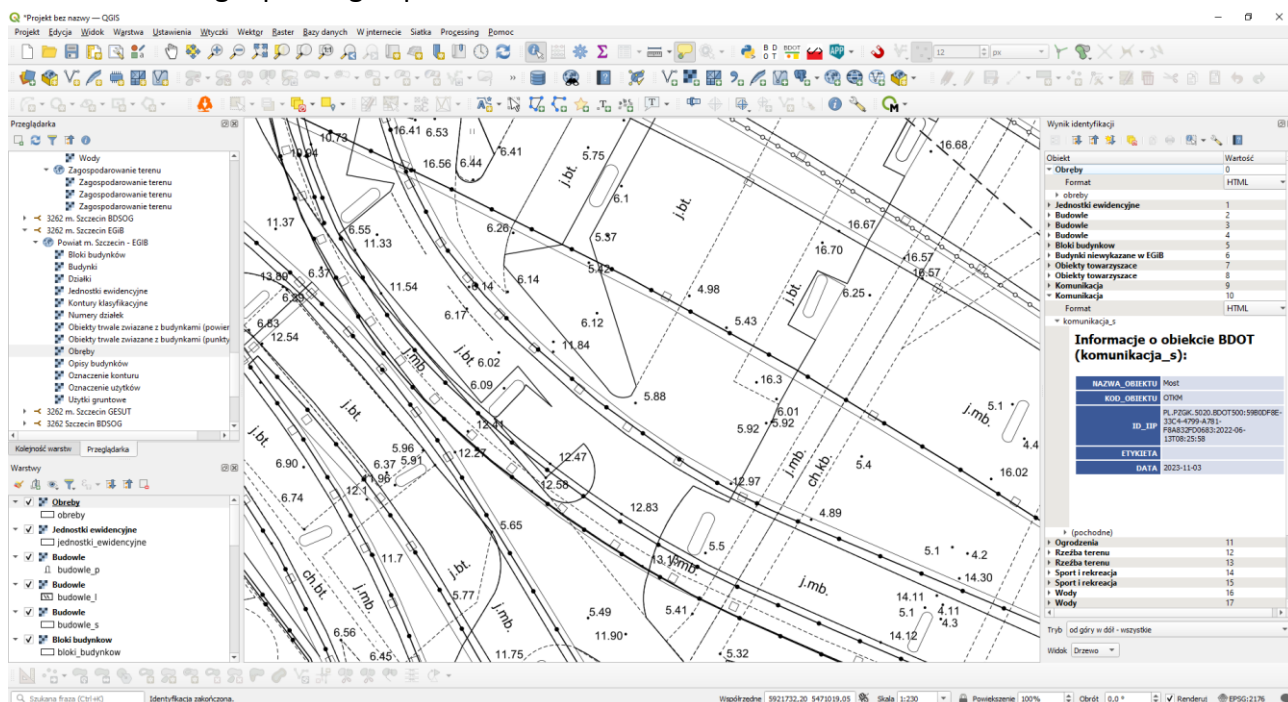 *Projekt bez nazwy — QGIS
Projekt Edycja Widok Warstwa Ustawienia Wtyczki Wektor Raster Bazy danych W internecie Siatka Processing Pomoc
12 px
Przeglądarka
Wody
Zagospodarowanie terenu
Zagospodarowanie terenu
Zagospodarowanie terenu
Zagospodarowanie terenu
3262 m. Szczecin BDSOG
3262 m. Szczecin EGiB
Powiat m. Szczecin - EGIB
Bloki budynków
Budynki
Działki
Jednostki ewidencyjne
Kontury klasyfikacyjne
Numery działek
Obiekty trwale zwiazane z budynkami (powier
Obiekty trwale zwiazane z budynkami (punkty
Obręby
Opisy budynków
Oznaczenie konturu
Oznaczenie użytków
Użytki gruntowe
3262 m. Szczecin GESUT
3262 Szczecin BDSOG
Kolejność warstw Przeglądarka
Warstwy
Obreby
obreby
Jednostki ewidencyjne
jednostki_ewidencyjne
Budowle
budowle_p
Budowle
budowle_l
Budowle
budowle_s
Bloki budynkow
bloki_budynkow
10.73
16.41 6.53
10.94
16.56 6.44
6.41
5.75
j.bt.
6.1
j.bt.
16.68
11.37
6.55
11.33
6.26
5.37
16.67
16.70
16.57
16.57
13.89
6.37
11.54
6.14
6.14
5.42
4.98
j.bt.
6.25
6.17
6.12
5.43
6.83
12.54
11.84
j.mb.
j.bt.
6.02
6.09
5.88
16.3
6.01
5.92
5.92
j.mb.
5.1
4.4
j.bt.
j.bt.
12.41
12.27
5.96
6.37 5.91
11.96
12.1
6.90
6.74
12.47
12.58
12.97
j.mb.
ch.kb.
5.4
16.02
12.83
4.89
5.65
11.7
5.5
j.mb.
5.1
4.2
14.30
ch.bt.
j.mb.
j.bt.
5.77
j.mb.
j.mb.
5.49
5.41
14.11
5.1
4.11
4.3
6.56
6.45
11.75
11.90
5.32
14.12
Wynik identyfikacji
Obiekt Wartość
Obręby 0
Format HTML
obreby
Jednostki ewidencyjne 1
Budowle 2
Budowle 3
Budowle 4
Bloki budynkow 5
Budynki niewykazane w EGiB 6
Obiekty towarzyszace 7
Obiekty towarzyszace 8
Komunikacja 9
Komunikacja 10
Format HTML
komunikacja_s
Informacje o obiekcie BDOT
(komunikacja_s):
NAZWA_OBIEKTU Most
KOD_OBIEKTU OTKM
ID_IIP PL.PZGiK.5020.BDOT500:59B0DF8E-
33C4-4799-A7B1-
F8A832FD0683:2022-06-
13T08:25:58
ETYKIETA
DATA 2023-11-03
(pochodne)
Ogrodzenia 11
Rzeźba terenu 12
Rzeźba terenu 13
Sport i rekreacja 14
Sport i rekreacja 15
Wody 16
Wody 17
Tryb od góry w dół - wszystkie
Widok Drzewo
Szukana fraza (Ctrl+K) Identyfikacja zakończona. Współrzędne 5921732,20 5471019,05 Skala 1:230 Powiększenie 100% Obrót 0,0 ° Renderuj EPSG:2176